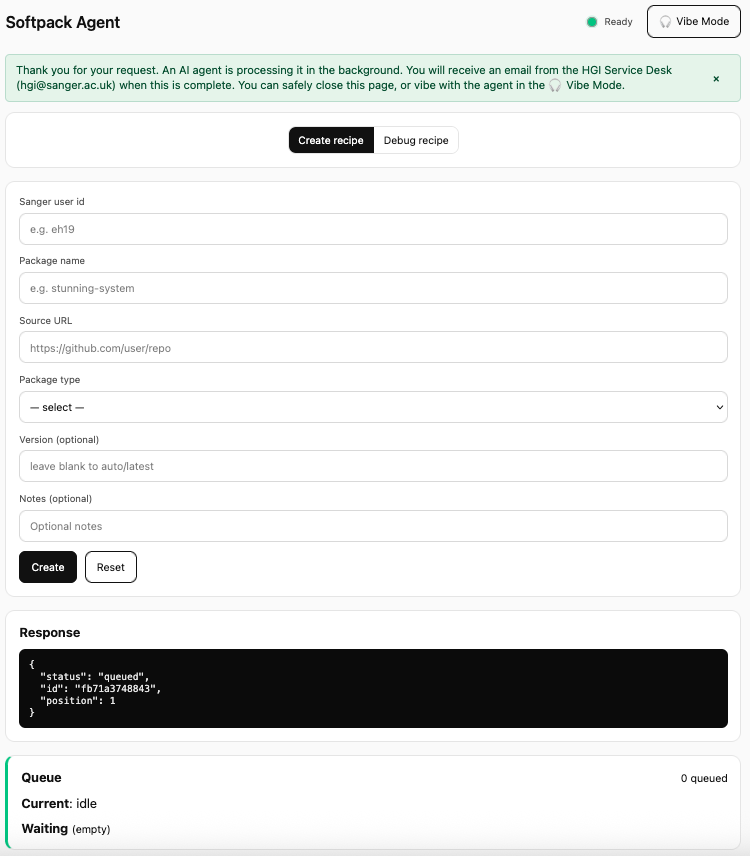 Softpack Agent
Ready
🎧 Vibe Mode
Thank you for your request. An AI agent is processing it in the background. You will receive an email from the HGI Service Desk
(hgi@sanger.ac.uk) when this is complete. You can safely close this page, or vibe with the agent in the 🎧 Vibe Mode.
×
Create recipe
Debug recipe
Sanger user id
e.g. eh19
Package name
e.g. stunning-system
Source URL
https://github.com/user/repo
Package type
— select —
Version (optional)
leave blank to auto/latest
Notes (optional)
Optional notes
Create
Reset
Response
{
  "status": "queued",
  "id": "fb71a3748843",
  "position": 1
}
Queue
0 queued
Current: idle
Waiting (empty)